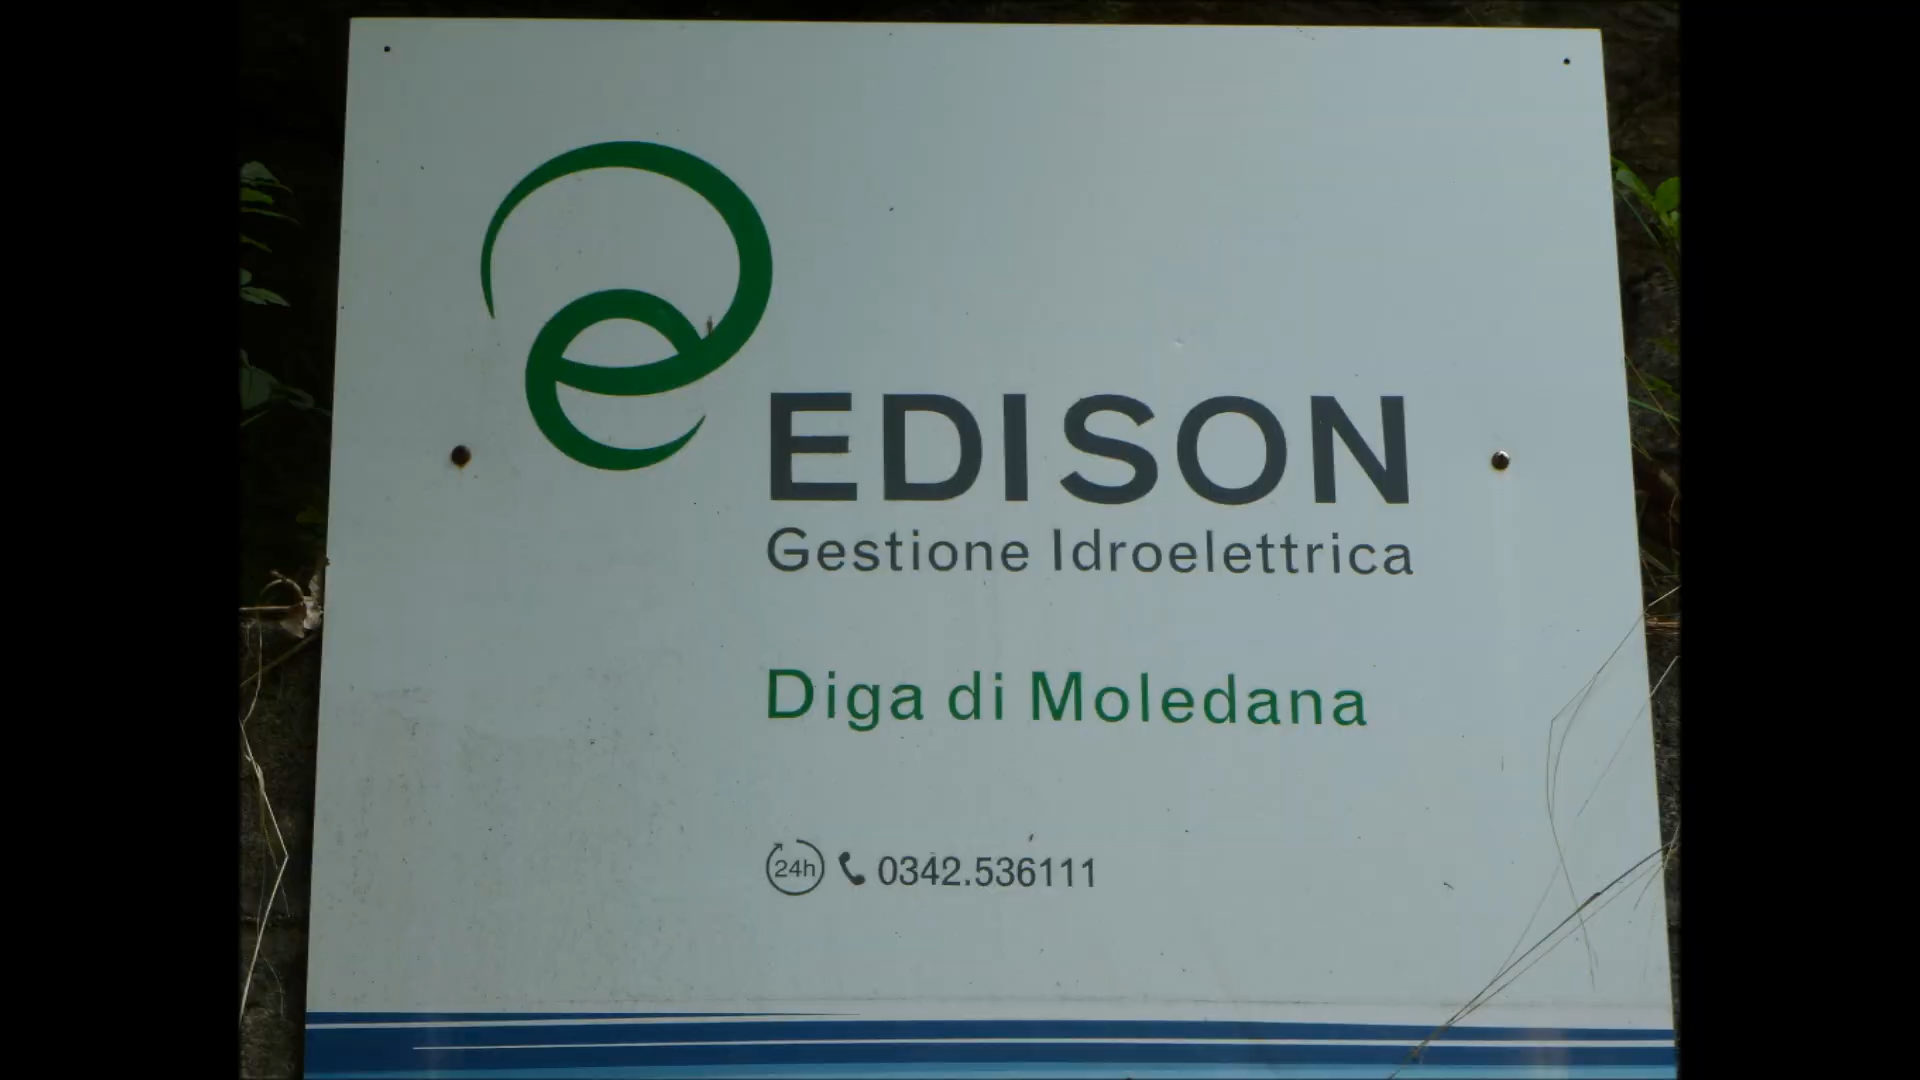 EDISON
Gestione Idroelettrica
Diga di Moledana
24h 0342.536111